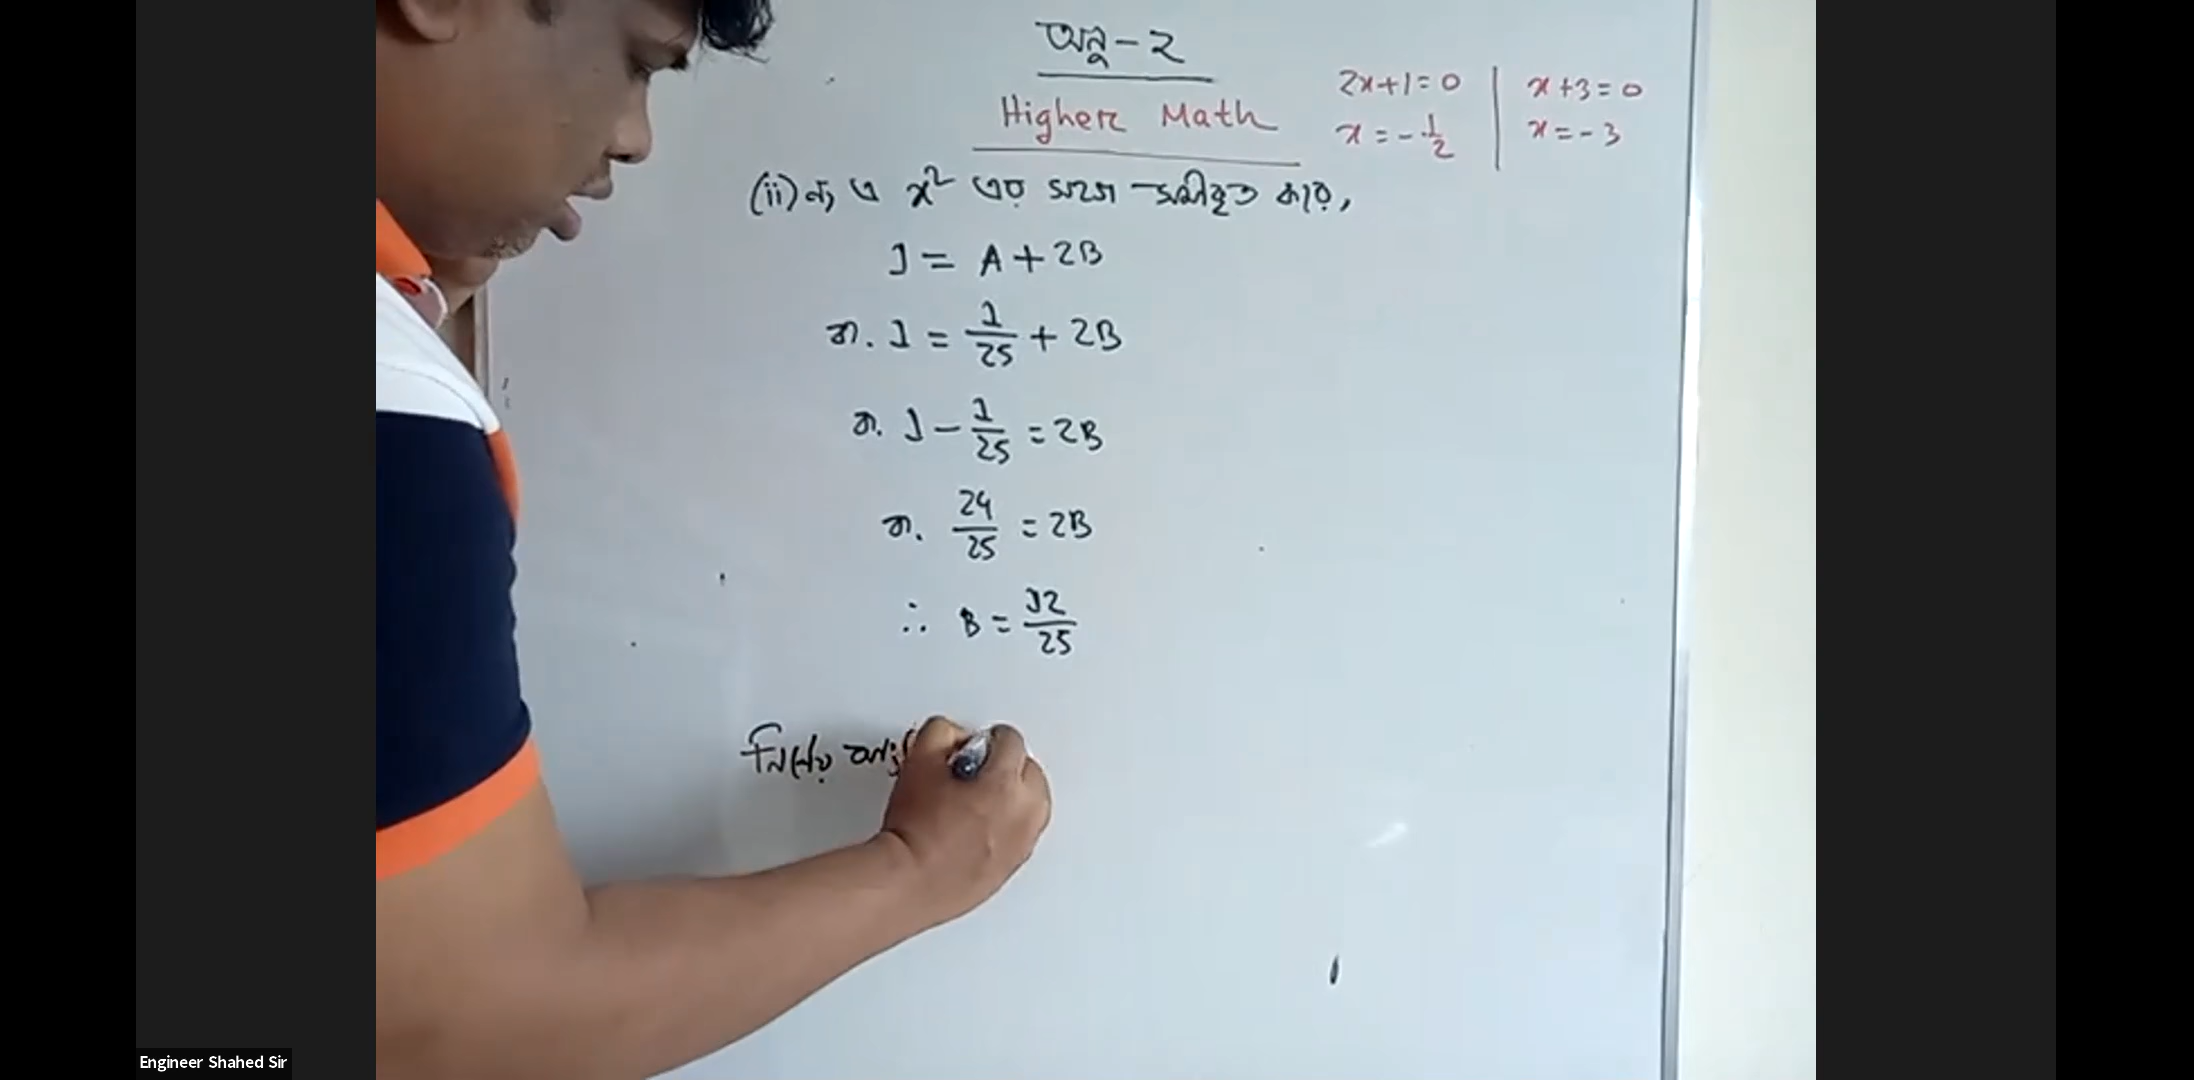 অনু-২
Higher Math
2x+1=0
x=-1/2
x+3=0
x=-3
(ii) নং এ x² এর সহগ সমীকৃত করে,
1 = A+2B
বা. 1 = 1/25 + 2B
বা. 1 - 1/25 = 2B
বা. 24/25 = 2B
∴ B = 12/25
নির্ণেয়
Engineer Shahed Sir